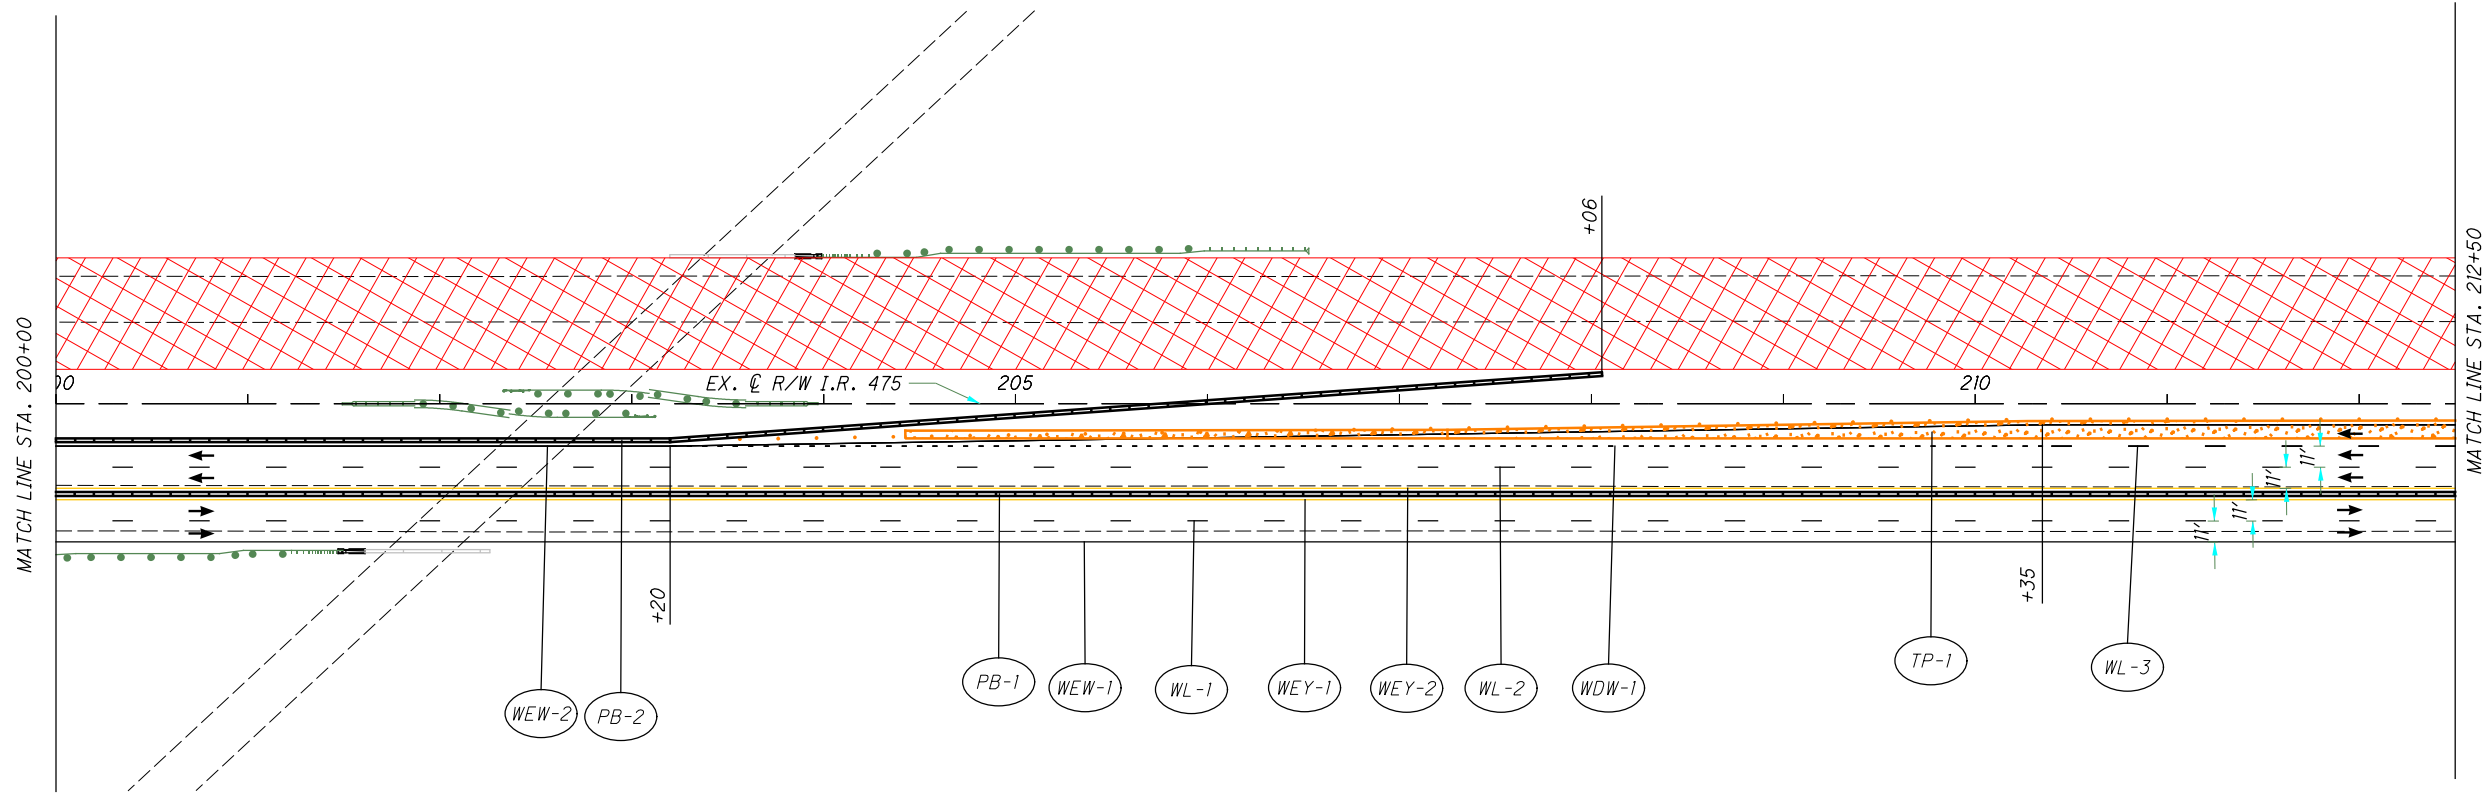 MATCH LINE STA. 200+00
00
EX. ℄ R/W I.R. 475
205
+06
210
MATCH LINE STA. 212+50
11'
11'
11'
11'
+20
+35
WEW-2
PB-2
PB-1
WEW-1
WL-1
WEY-1
WEY-2
WL-2
WDW-1
TP-1
WL-3